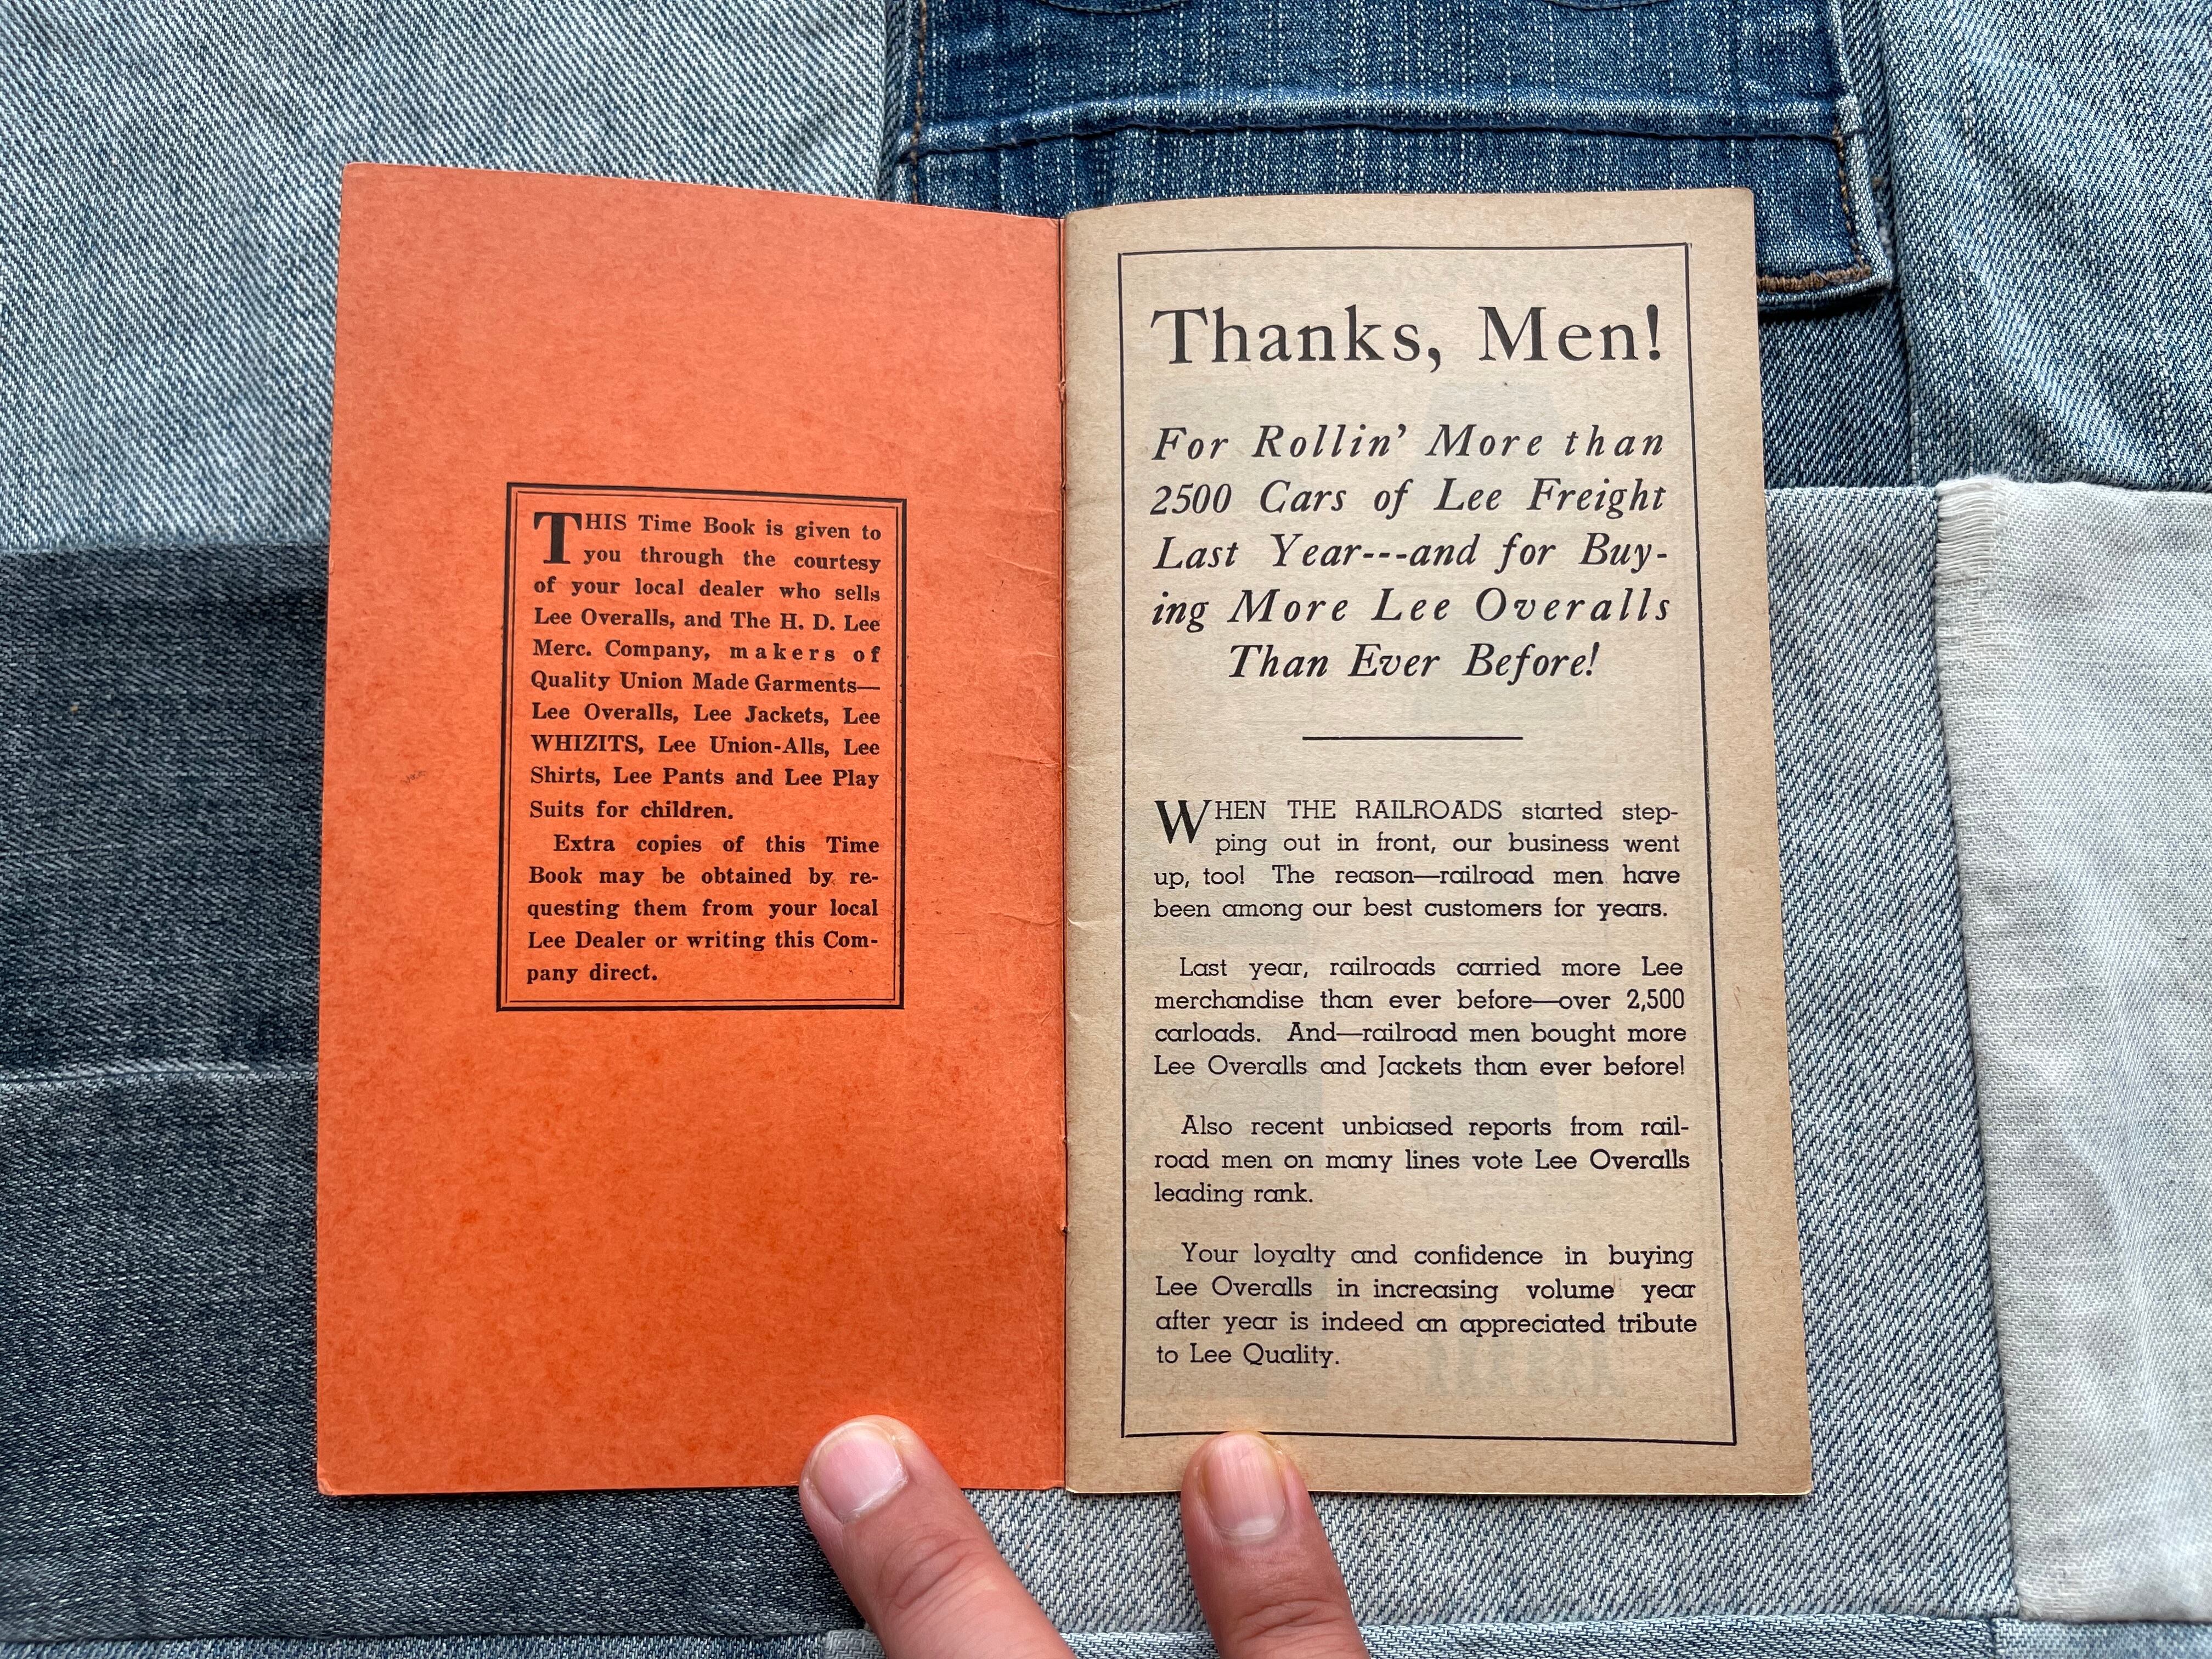 THIS Time Book is given to
you through the courtesy
of your local dealer who sells
Lee Overalls, and The H. D. Lee
Merc. Company, makers of
Quality Union Made Garments—
Lee Overalls, Lee Jackets, Lee
WHIZITS, Lee Union-Alls, Lee
Shirts, Lee Pants and Lee Play
Suits for children.
Extra copies of this Time
Book may be obtained by re-
questing them from your local
Lee Dealer or writing this Com-
pany direct.
Thanks, Men!
For Rollin' More than
2500 Cars of Lee Freight
Last Year---and for Buy-
ing More Lee Overalls
Than Ever Before!
WHEN THE RAILROADS started step-
ping out in front, our business went
up, too! The reason—railroad men have
been among our best customers for years.
Last year, railroads carried more Lee
merchandise than ever before—over 2,500
carloads. And—railroad men bought more
Lee Overalls and Jackets than ever before!
Also recent unbiased reports from rail-
road men on many lines vote Lee Overalls
leading rank.
Your loyalty and confidence in buying
Lee Overalls in increasing volume year
after year is indeed an appreciated tribute
to Lee Quality.